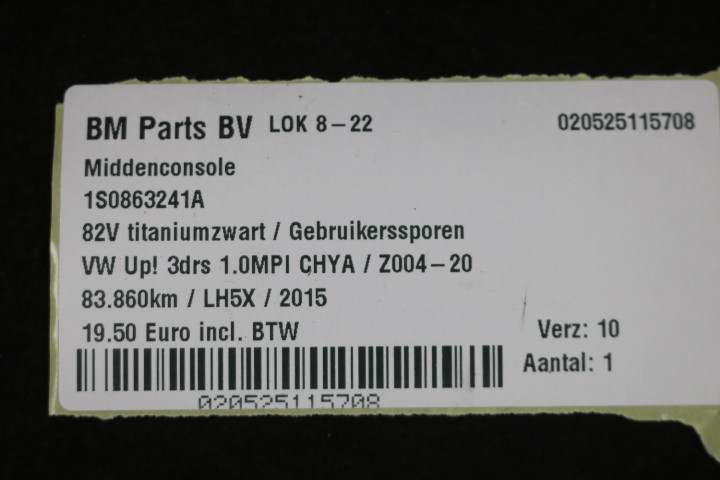 BM Parts BV LOK 8-22 020525115708
Middenconsole
1S0863241A
82V titaniumzwart / Gebruikerssporen
VW Up! 3drs 1.0MPI CHYA / Z004-20
83.860km / LH5X / 2015
19.50 Euro incl. BTW Verz: 10
Aantal: 1
020525115708